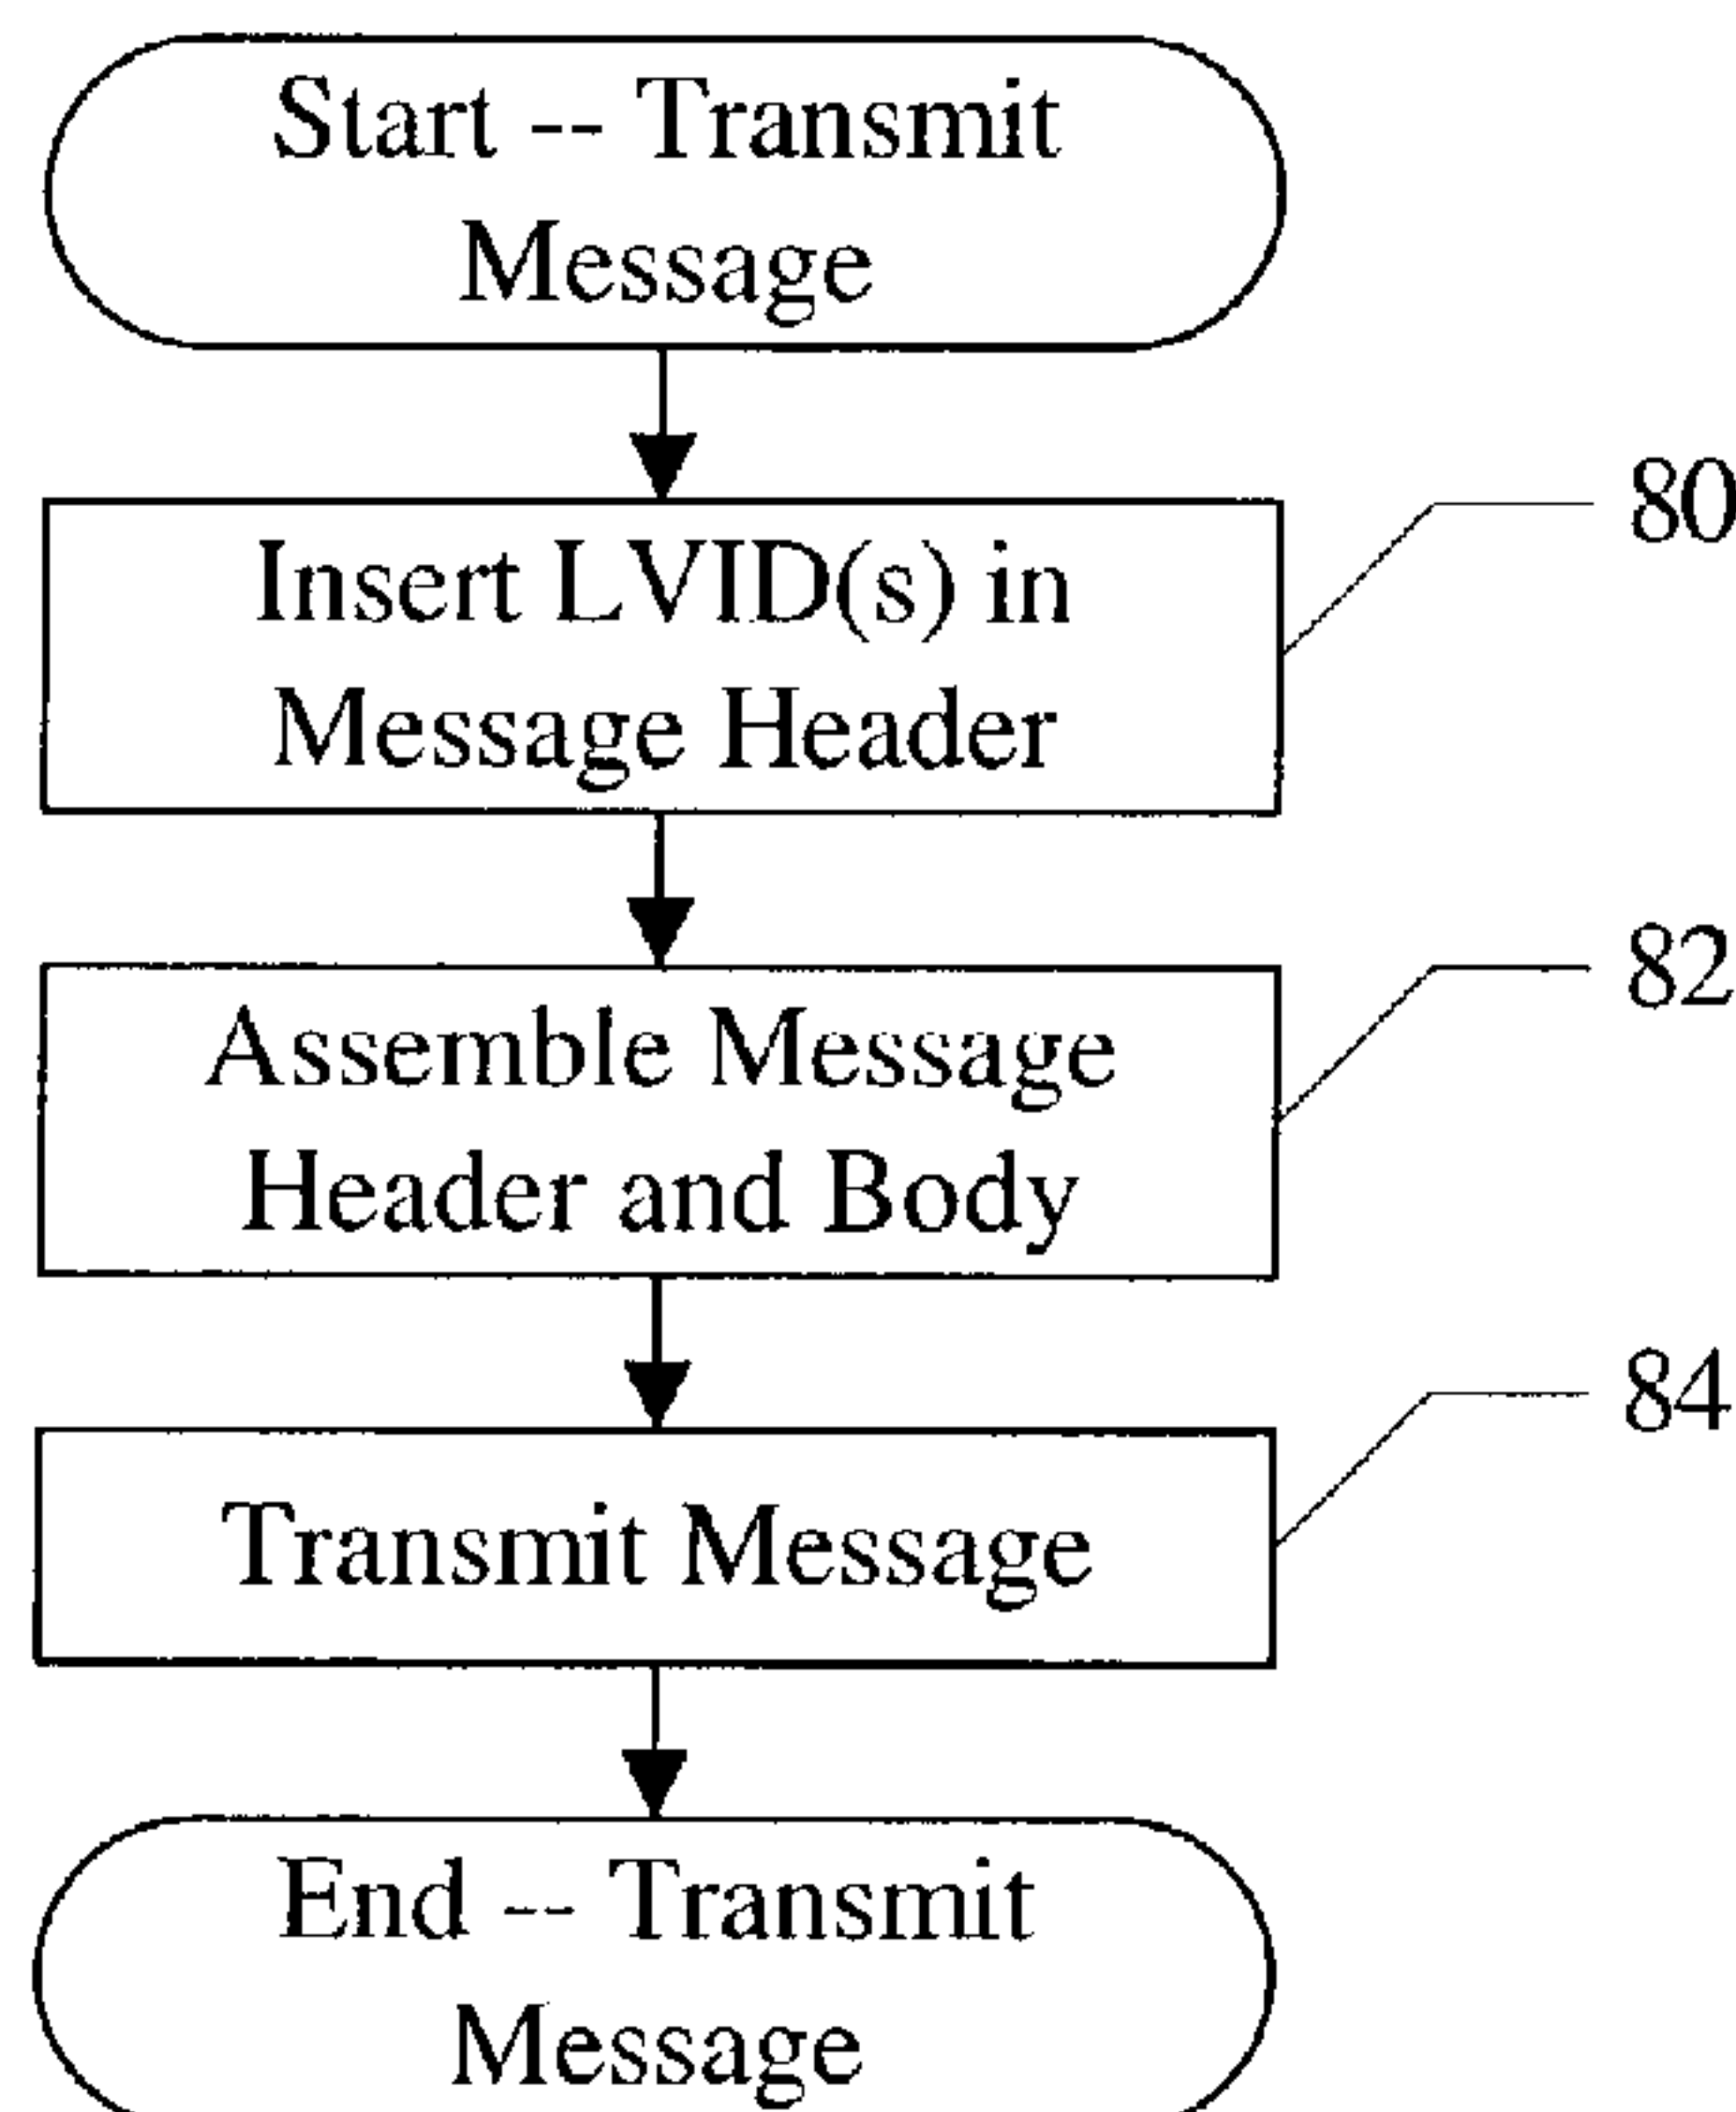 Start -- Transmit
Message
80
Insert LVID(s) in
Message Header
82
Assemble Message
Header and Body
84
Transmit Message
End -- Transmit
Message